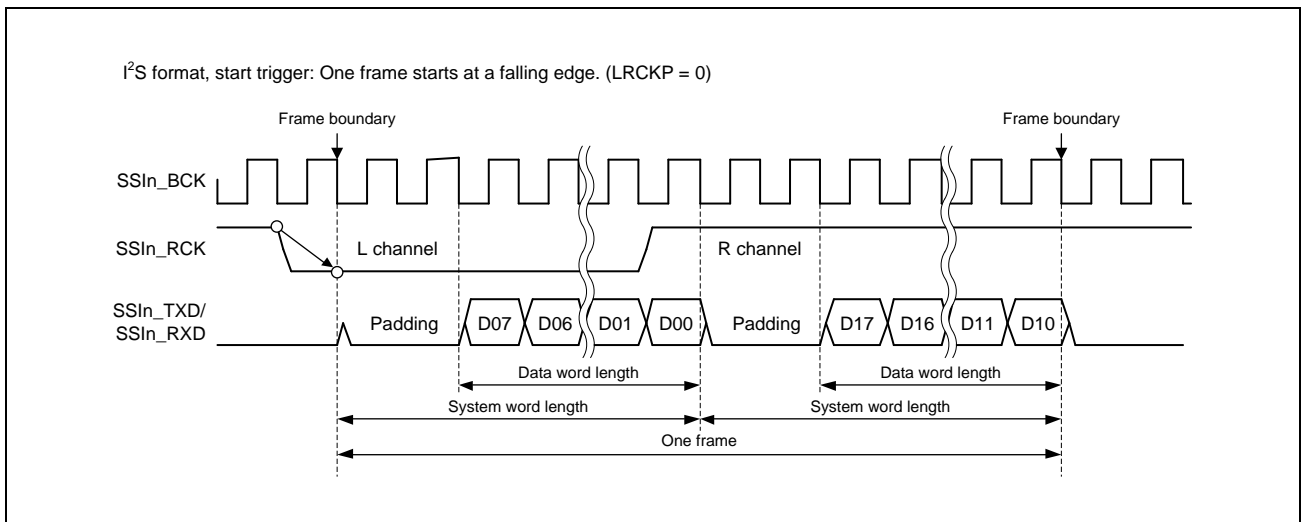 I²S format, start trigger: One frame starts at a falling edge. (LRCKP = 0)
Frame boundary Frame boundary
SSIn_BCK
SSIn_RCK L channel R channel
SSIn_TXD/
SSIn_RXD
Padding D07 D06 D01 D00 Padding D17 D16 D11 D10
Data word length Data word length
System word length System word length
One frame